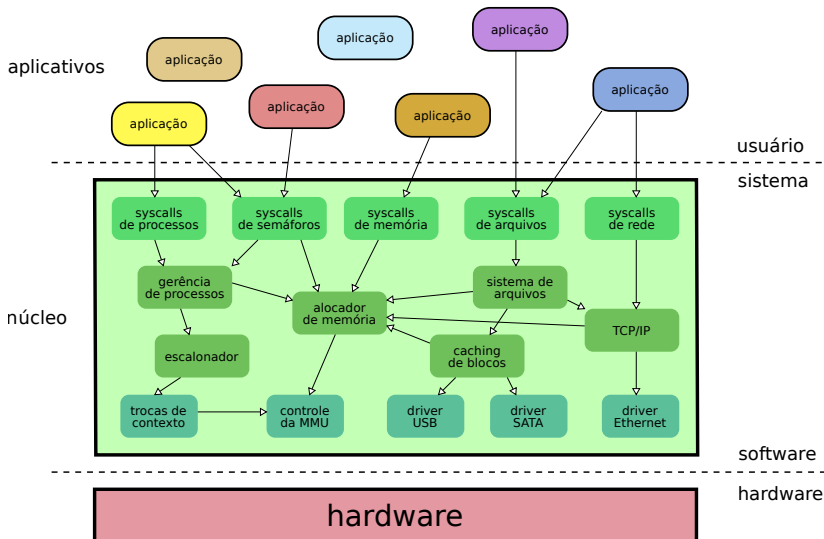 aplicação
aplicação
aplicação
aplicativos
aplicação
aplicação
aplicação
aplicação
aplicação
usuário
sistema
syscalls
de processos
syscalls
de semáforos
syscalls
de memória
syscalls
de arquivos
syscalls
de rede
gerência
de processos
sistema de
arquivos
alocador
de memória
núcleo
TCP/IP
escalonador
caching
de blocos
trocas de
contexto
controle
da MMU
driver
USB
driver
SATA
driver
Ethernet
software
hardware
hardware